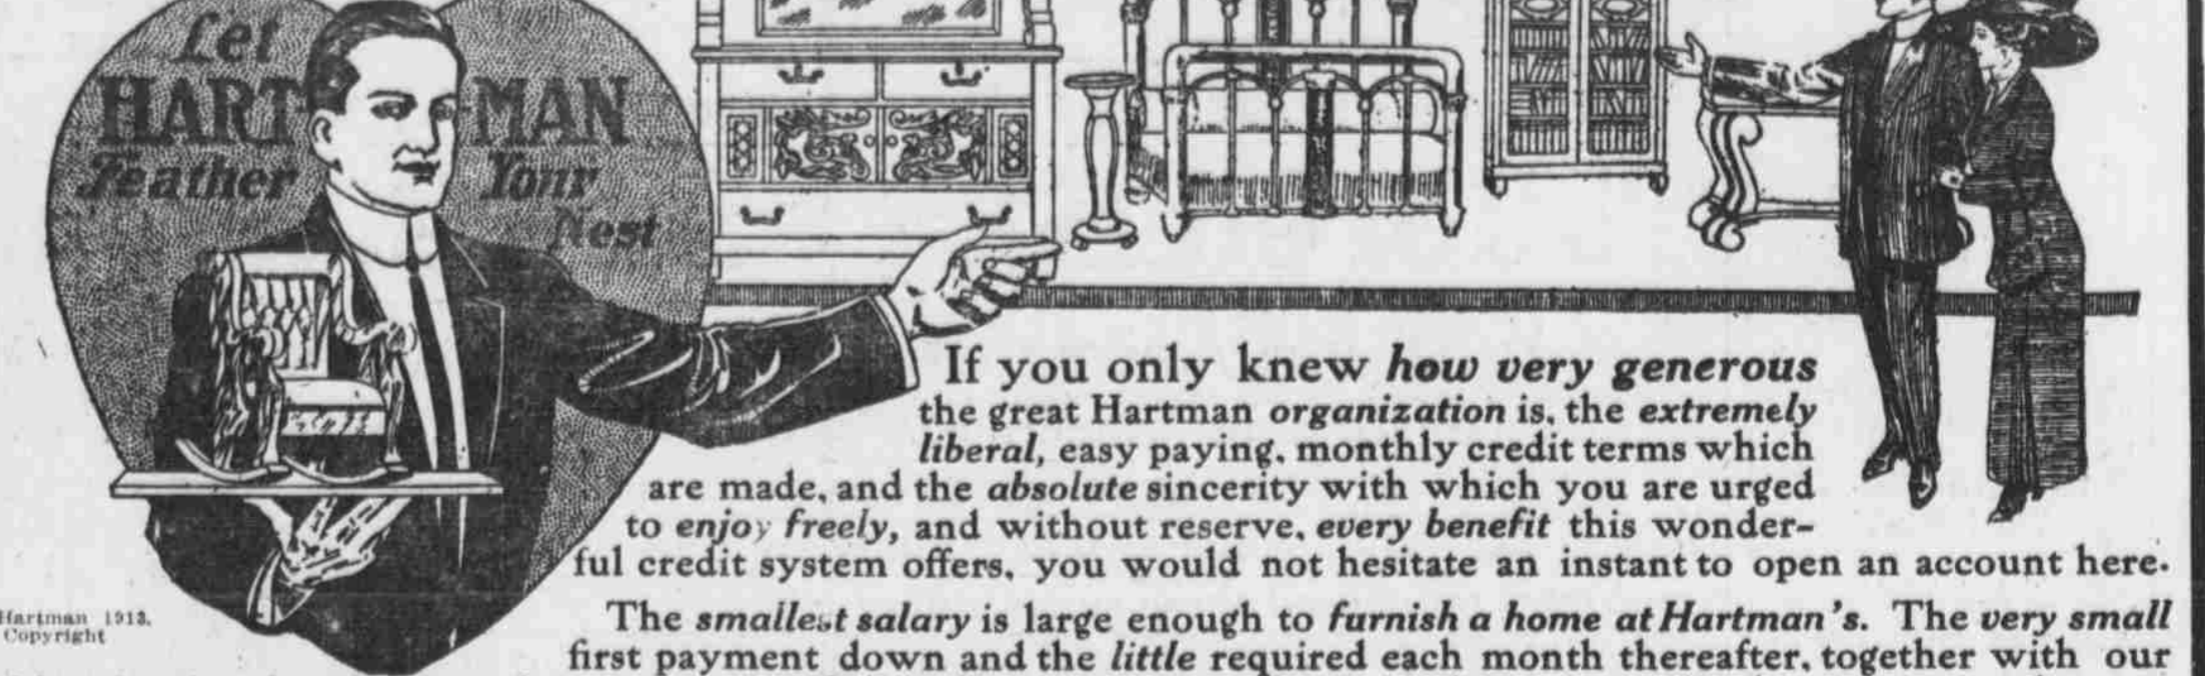 Let
HART-MAN
Feather Your
Nest
If you only knew how very generous
the great Hartman organization is, the extremely
liberal, easy paying, monthly credit terms which
are made, and the absolute sincerity with which you are urged
to enjoy freely, and without reserve, every benefit this wonder-
ful credit system offers, you would not hesitate an instant to open an account here.
The smallest salary is large enough to furnish a home at Hartman's. The very small
first payment down and the little required each month thereafter, together with our
Hartman 1913.
Copyright